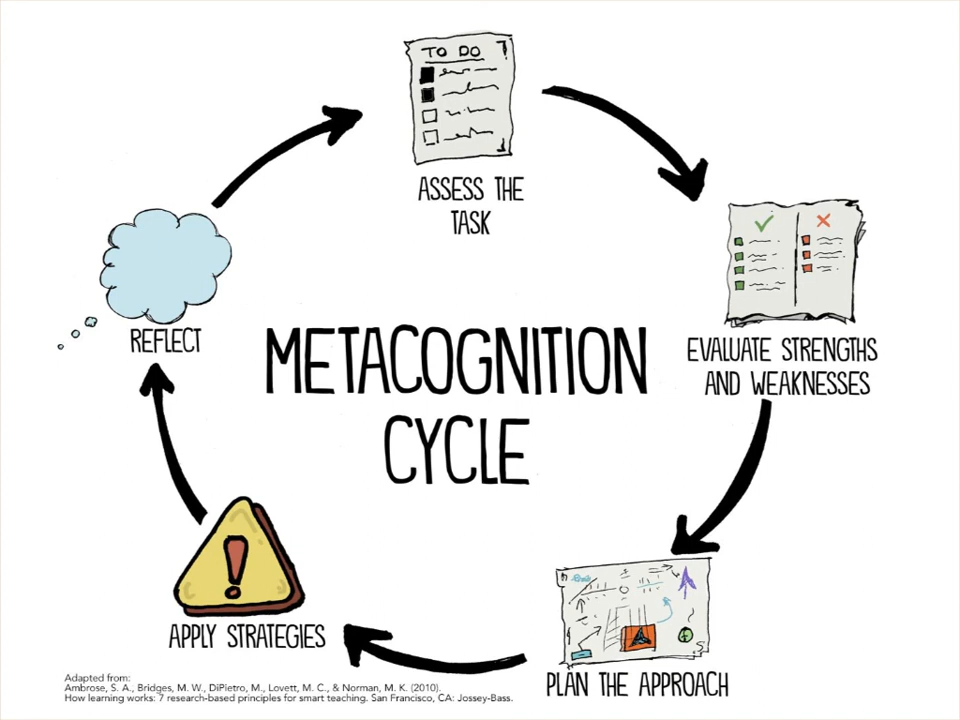 TO DO
ASSESS THE
TASK
EVALUATE STRENGTHS
AND WEAKNESSES
REFLECT
METACOGNITION
CYCLE
APPLY STRATEGIES
PLAN THE APPROACH
Adapted from:
Ambrose, S. A., Bridges, M. W., DiPietro, M., Lovett, M. C., & Norman, M. K. (2010).
How learning works: 7 research-based principles for smart teaching. San Francisco, CA: Jossey-Bass.